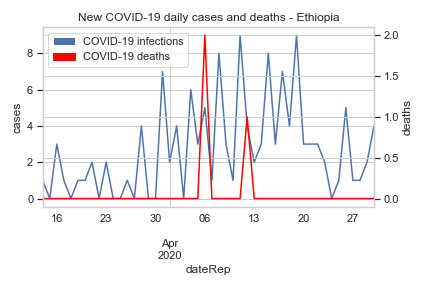 New COVID-19 daily cases and deaths - Ethiopia
COVID-19 infections
COVID-19 deaths
cases
8
6
4
2
0
deaths
2.0
1.5
1.0
0.5
0.0
16 23 30 06 13 20 27
Apr
2020
dateRep